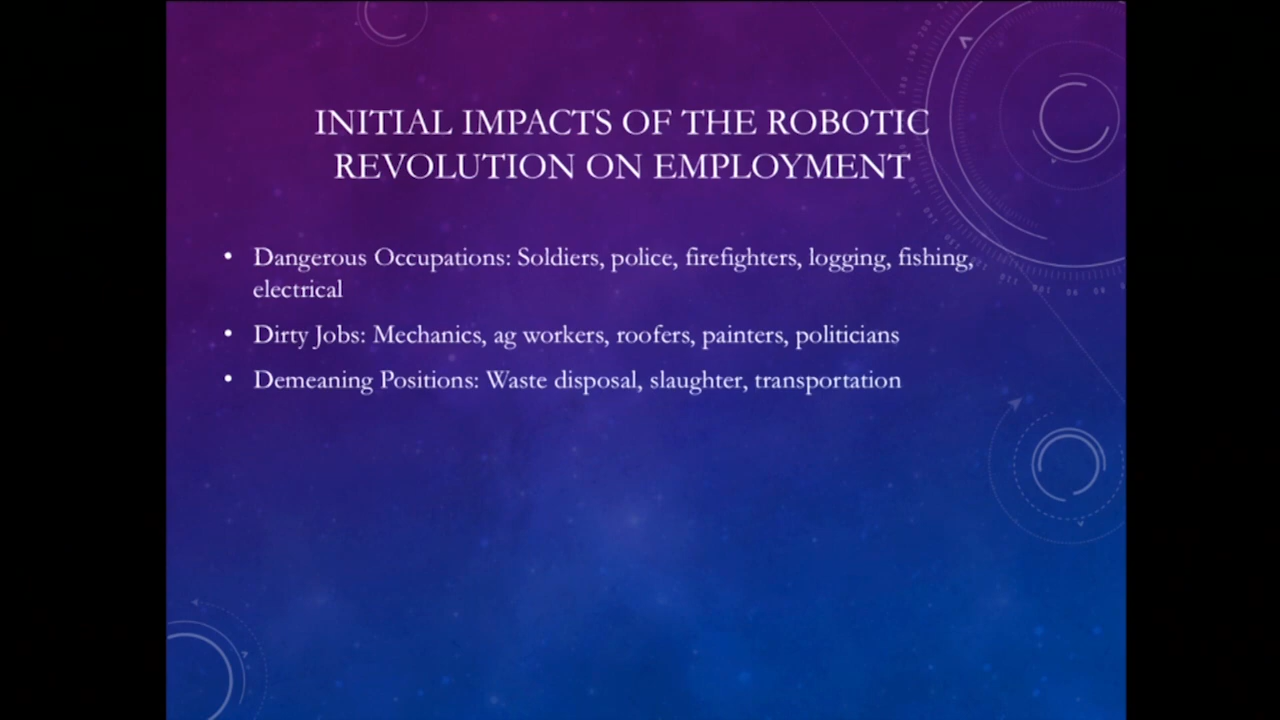 INITIAL IMPACTS OF THE ROBOTIC
REVOLUTION ON EMPLOYMENT
• Dangerous Occupations: Soldiers, police, firefighters, logging, fishing,
electrical
• Dirty Jobs: Mechanics, ag workers, roofers, painters, politicians
• Demeaning Positions: Waste disposal, slaughter, transportation